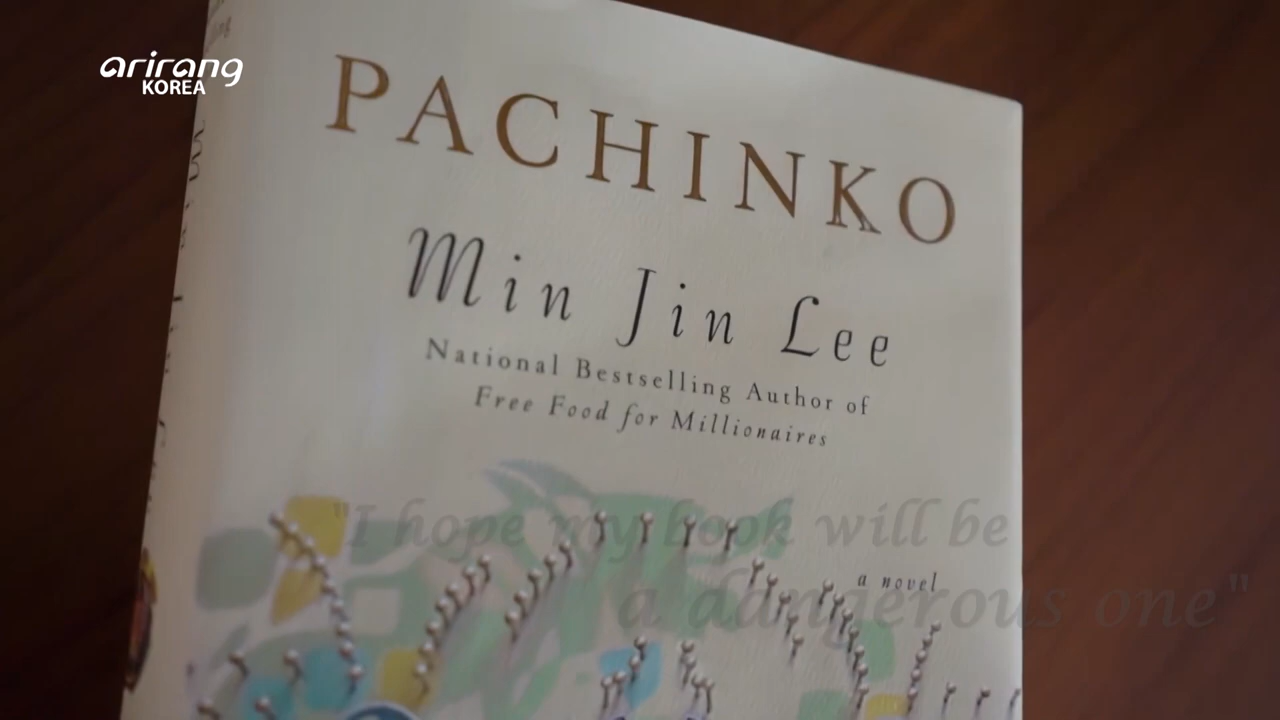 arirang
KOREA
PACHINKO
Min Jin Lee
National Bestselling Author of
Free Food for Millionaires
"I hope my book will be
a novel
a dangerous one"